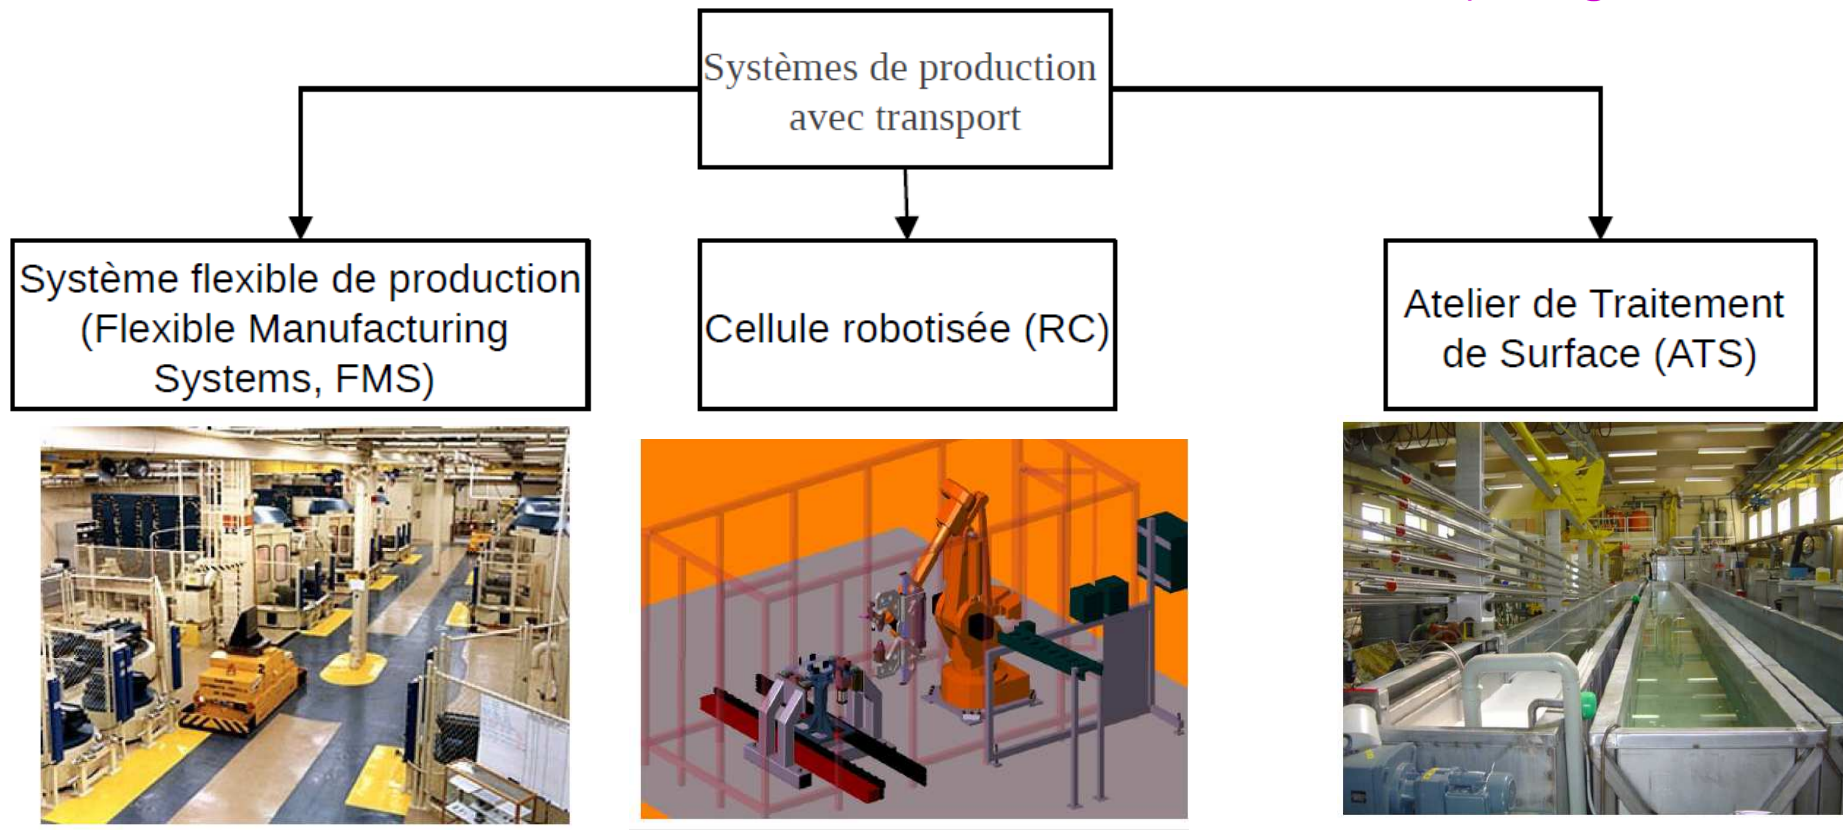 Systèmes de production
avec transport
Système flexible de production
(Flexible Manufacturing
Systems, FMS)
Cellule robotisée (RC)
Atelier de Traitement
de Surface (ATS)